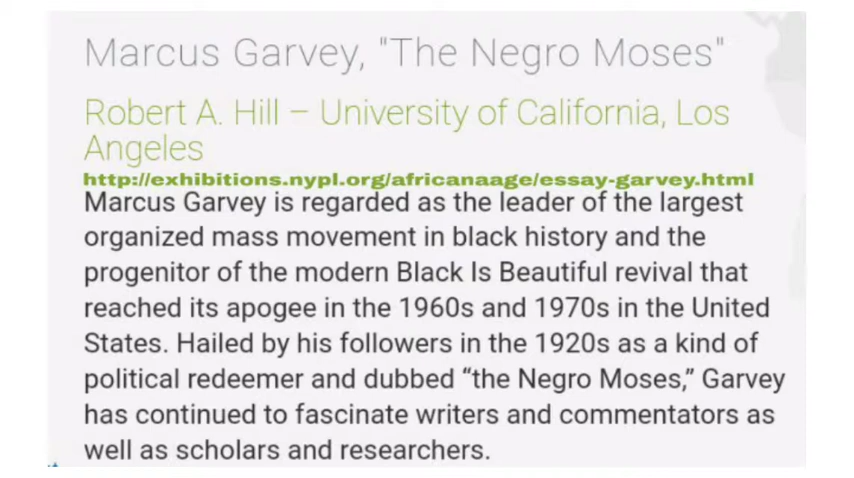 Marcus Garvey, "The Negro Moses"
Robert A. Hill – University of California, Los
Angeles
http://exhibitions.nypl.org/africanaage/essay-garvey.html
Marcus Garvey is regarded as the leader of the largest
organized mass movement in black history and the
progenitor of the modern Black Is Beautiful revival that
reached its apogee in the 1960s and 1970s in the United
States. Hailed by his followers in the 1920s as a kind of
political redeemer and dubbed “the Negro Moses,” Garvey
has continued to fascinate writers and commentators as
well as scholars and researchers.